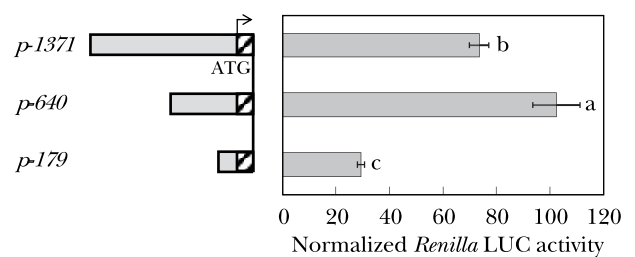 p-1371
ATG
b
p-640
a
p-179
c
0 20 40 60 80 100 120
Normalized Renilla LUC activity